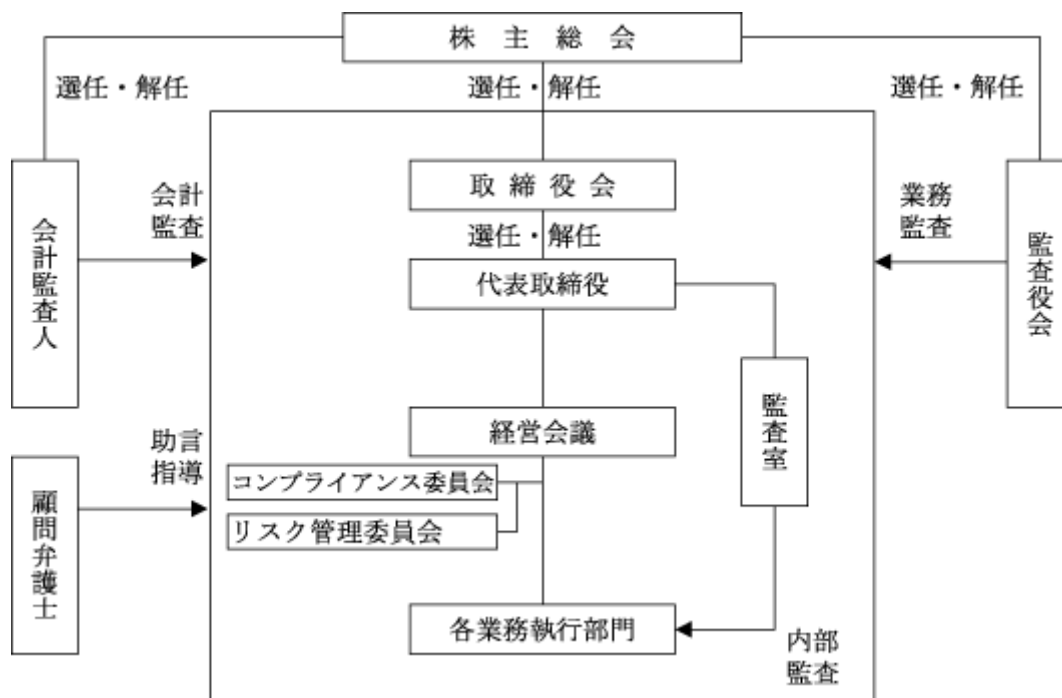 株主総会
選任・解任
選任・解任
選任・解任
取締役会
会計
監査
業務
監査
会計監査人
監査役会
選任・解任
代表取締役
監査室
経営会議
助言
指導
コンプライアンス委員会
リスク管理委員会
顧問弁護士
各業務執行部門
内部
監査